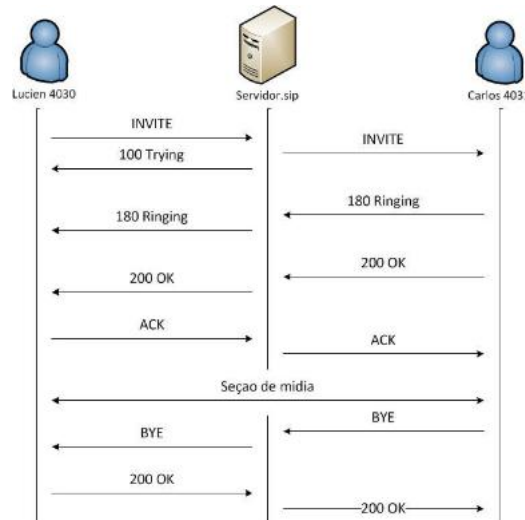 Lucien 4030
Servidor.sip
Carlos 403
INVITE
INVITE
100 Trying
180 Ringing
180 Ringing
200 OK
200 OK
ACK
ACK
Seçao de midia
BYE
BYE
200 OK
200 OK